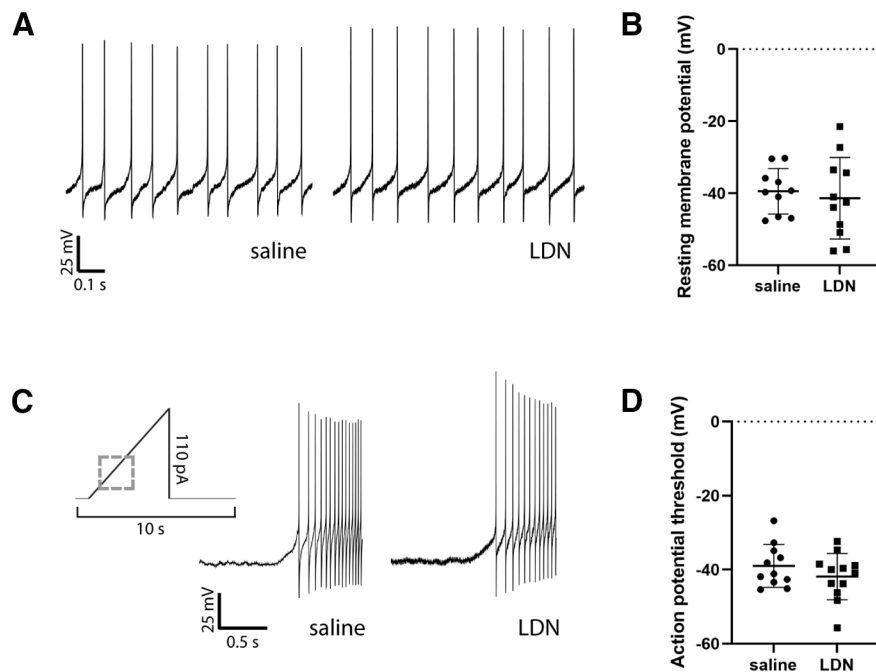 A
25 mV
0.1 s
saline
LDN
B
Resting membrane potential (mV)
0
-20
-40
-60
saline
LDN
C
110 pA
10 s
25 mV
0.5 s
saline
LDN
D
Action potential threshold (mV)
0
-20
-40
-60
saline
LDN